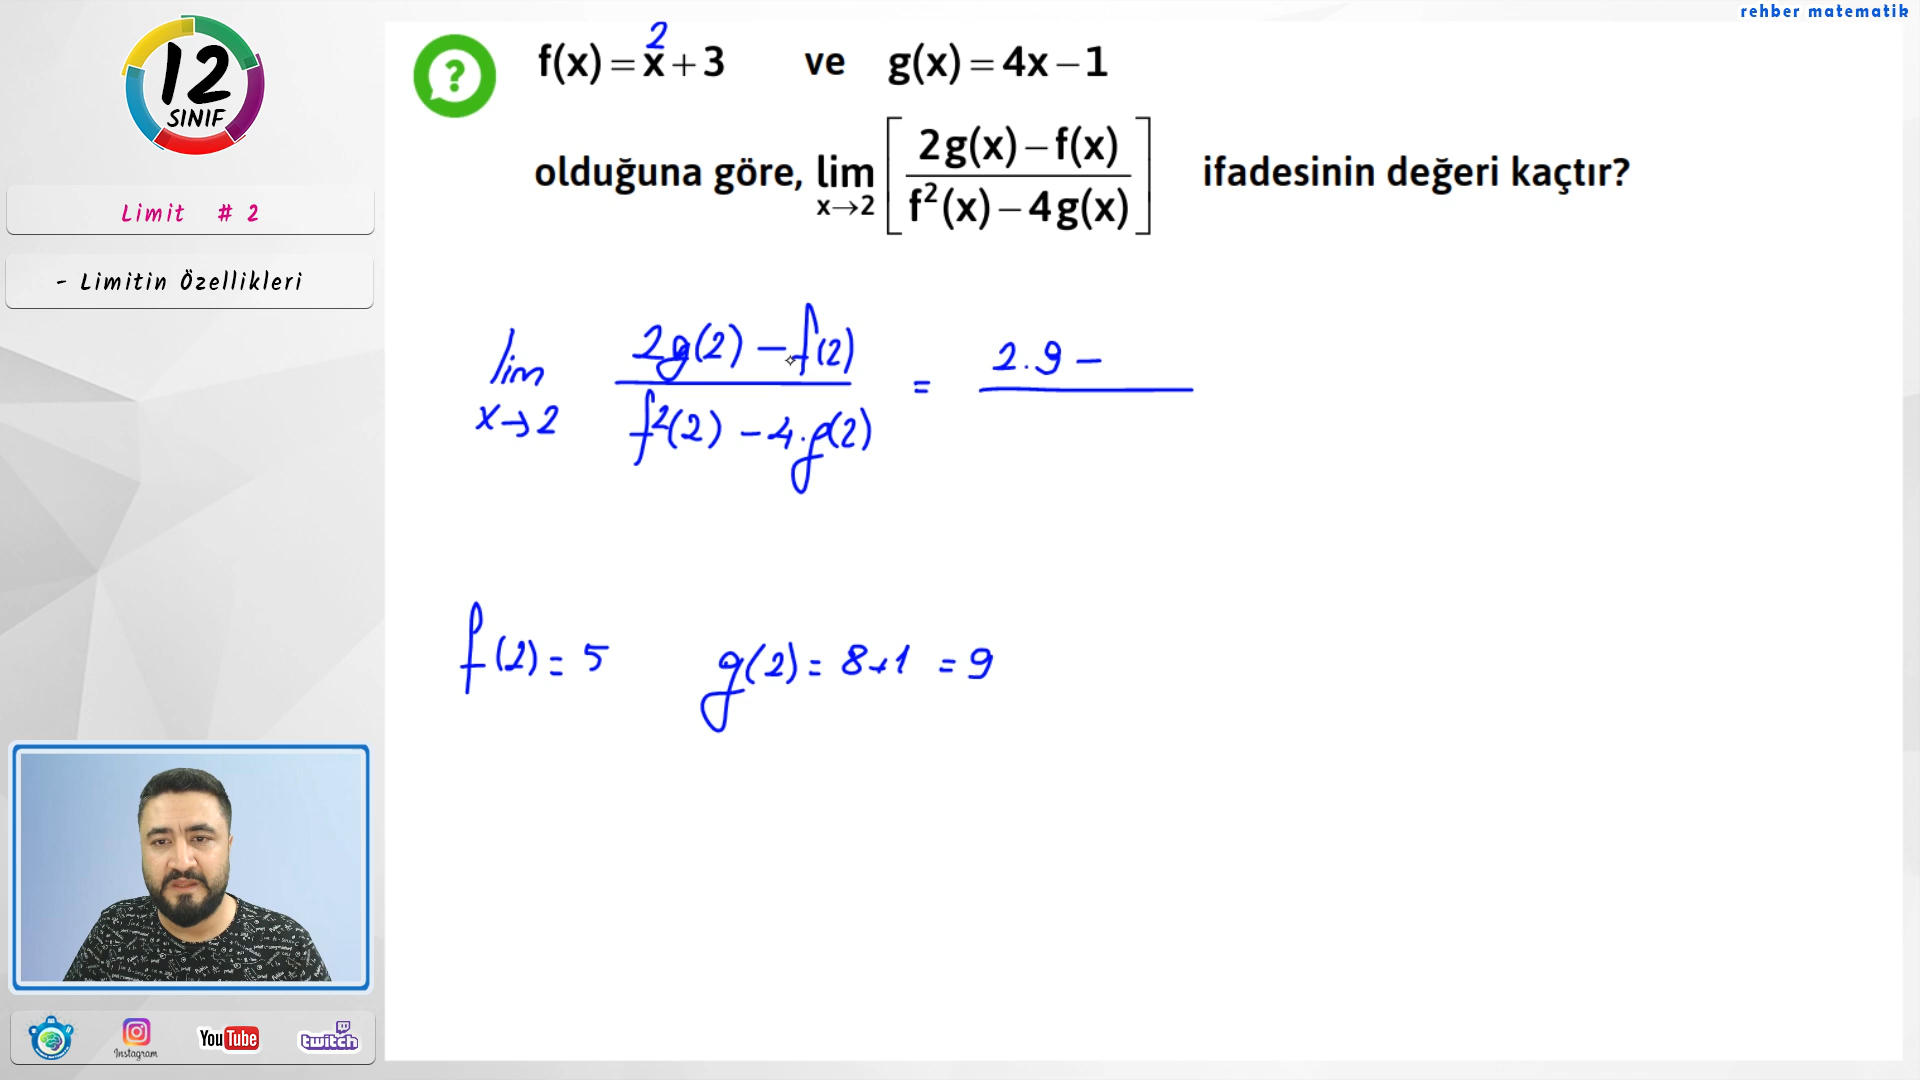 rehber matematik
12
SINIF
Limit # 2
- Limitin Özellikleri
2
f(x) = x + 3 ve g(x) = 4x − 1
olduğuna göre, lim x→2 [ 2g(x) − f(x) / f²(x) − 4g(x) ] ifadesinin değeri kaçtır?
lim x→2 2g(2) − f(2) / f²(2) − 4.g(2) = 2.9 −
f(2) = 5 g(2) = 8+1 = 9
Instagram
YouTube
twitch